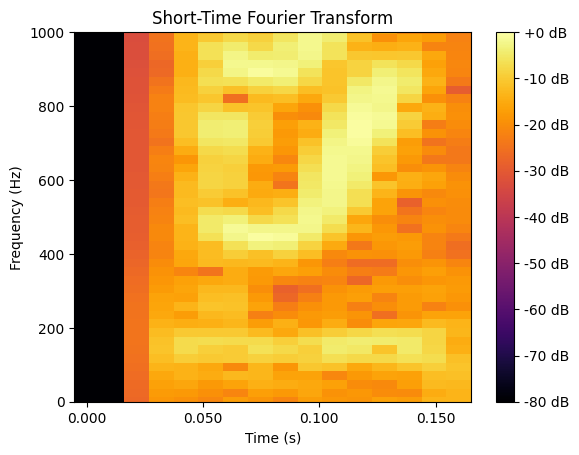 Short-Time Fourier Transform
Frequency (Hz)
1000
800
600
400
200
0
0.000 0.050 0.100 0.150
Time (s)
+0 dB
-10 dB
-20 dB
-30 dB
-40 dB
-50 dB
-60 dB
-70 dB
-80 dB